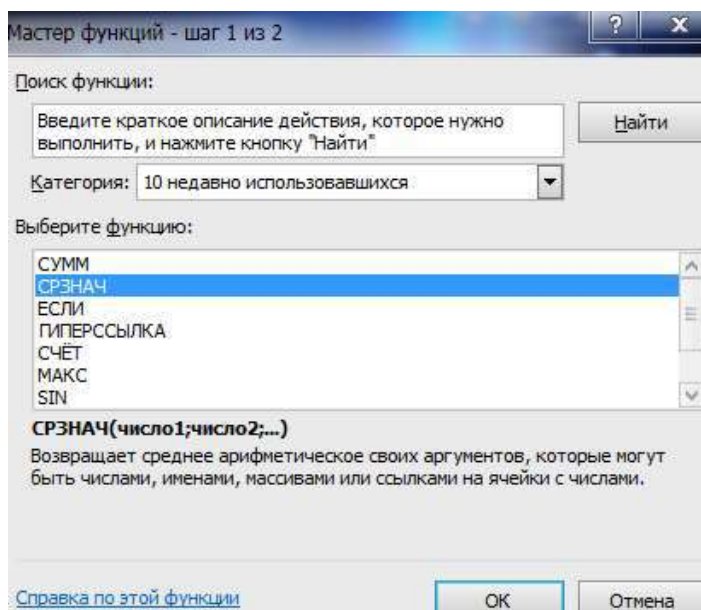 Мастер функций - шаг 1 из 2
? X
Поиск функции:
Введите краткое описание действия, которое нужно
выполнить, и нажмите кнопку "Найти"
Найти
Категория: 10 недавно использовавшихся
Выберите функцию:
СУММ
СРЗНАЧ
ЕСЛИ
ГИПЕРССЫЛКА
СЧЁТ
МАКС
SIN
СРЗНАЧ(число1;число2;...)
Возвращает среднее арифметическое своих аргументов, которые могут
быть числами, именами, массивами или ссылками на ячейки с числами.
Справка по этой функции
ОК
Отмена